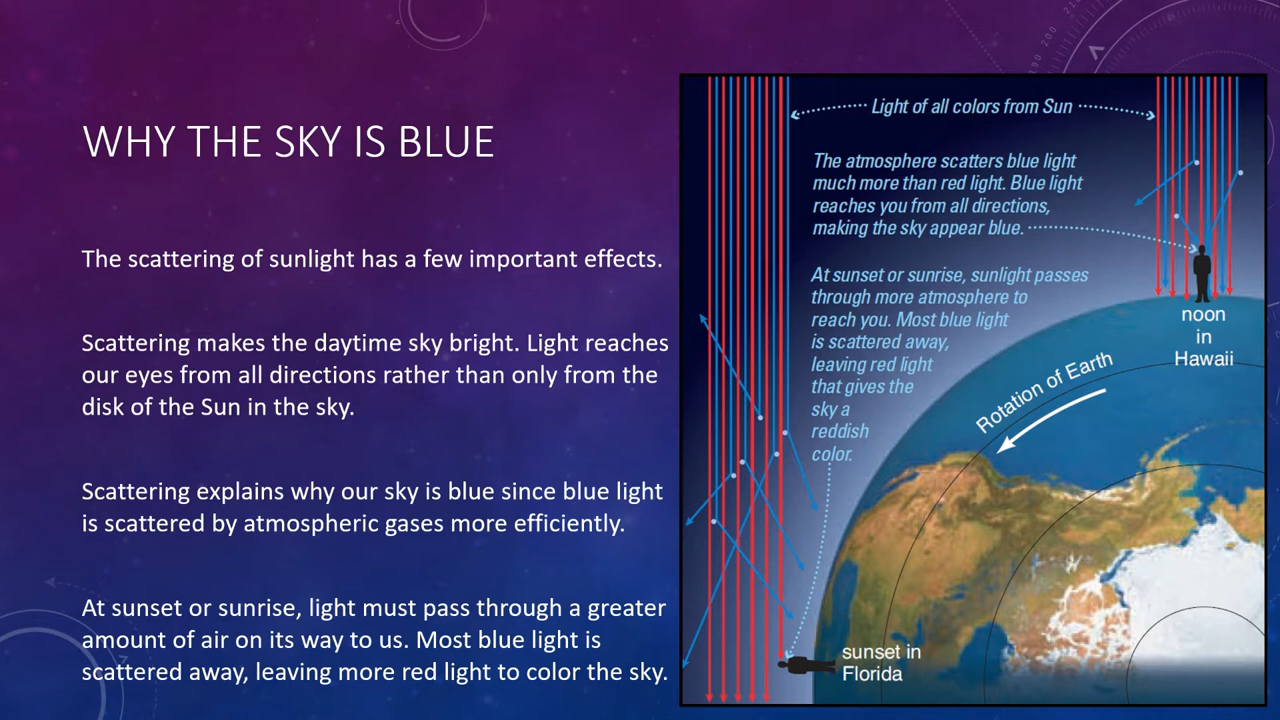 WHY THE SKY IS BLUE
The scattering of sunlight has a few important effects.
Scattering makes the daytime sky bright. Light reaches
our eyes from all directions rather than only from the
disk of the Sun in the sky.
Scattering explains why our sky is blue since blue light
is scattered by atmospheric gases more efficiently.
At sunset or sunrise, light must pass through a greater
amount of air on its way to us. Most blue light is
scattered away, leaving more red light to color the sky.
Light of all colors from Sun
The atmosphere scatters blue light
much more than red light. Blue light
reaches you from all directions,
making the sky appear blue.
At sunset or sunrise, sunlight passes
through more atmosphere to
reach you. Most blue light
is scattered away,
leaving red light
that gives the
sky a
reddish
color.
noon
in
Hawaii
Rotation of Earth
sunset in
Florida
190 200 210